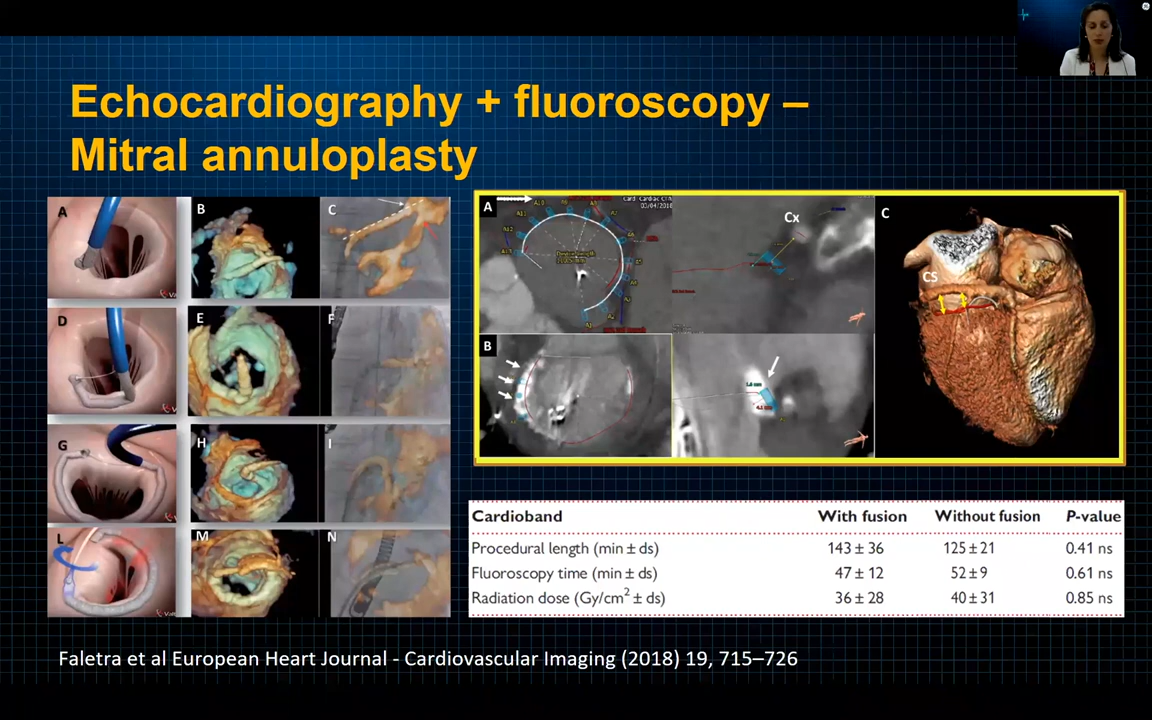 Echocardiography + fluoroscopy –
Mitral annuloplasty
A
B
C
D
E
F
G
H
I
L
M
N
A
Cx
C
CS
B
Cardioband With fusion Without fusion P-value
Procedural length (min ± ds) 143 ± 36 125 ± 21 0.41 ns
Fluoroscopy time (min ± ds) 47 ± 12 52 ± 9 0.61 ns
Radiation dose (Gy/cm² ± ds) 36 ± 28 40 ± 31 0.85 ns
Faletra et al European Heart Journal - Cardiovascular Imaging (2018) 19, 715–726